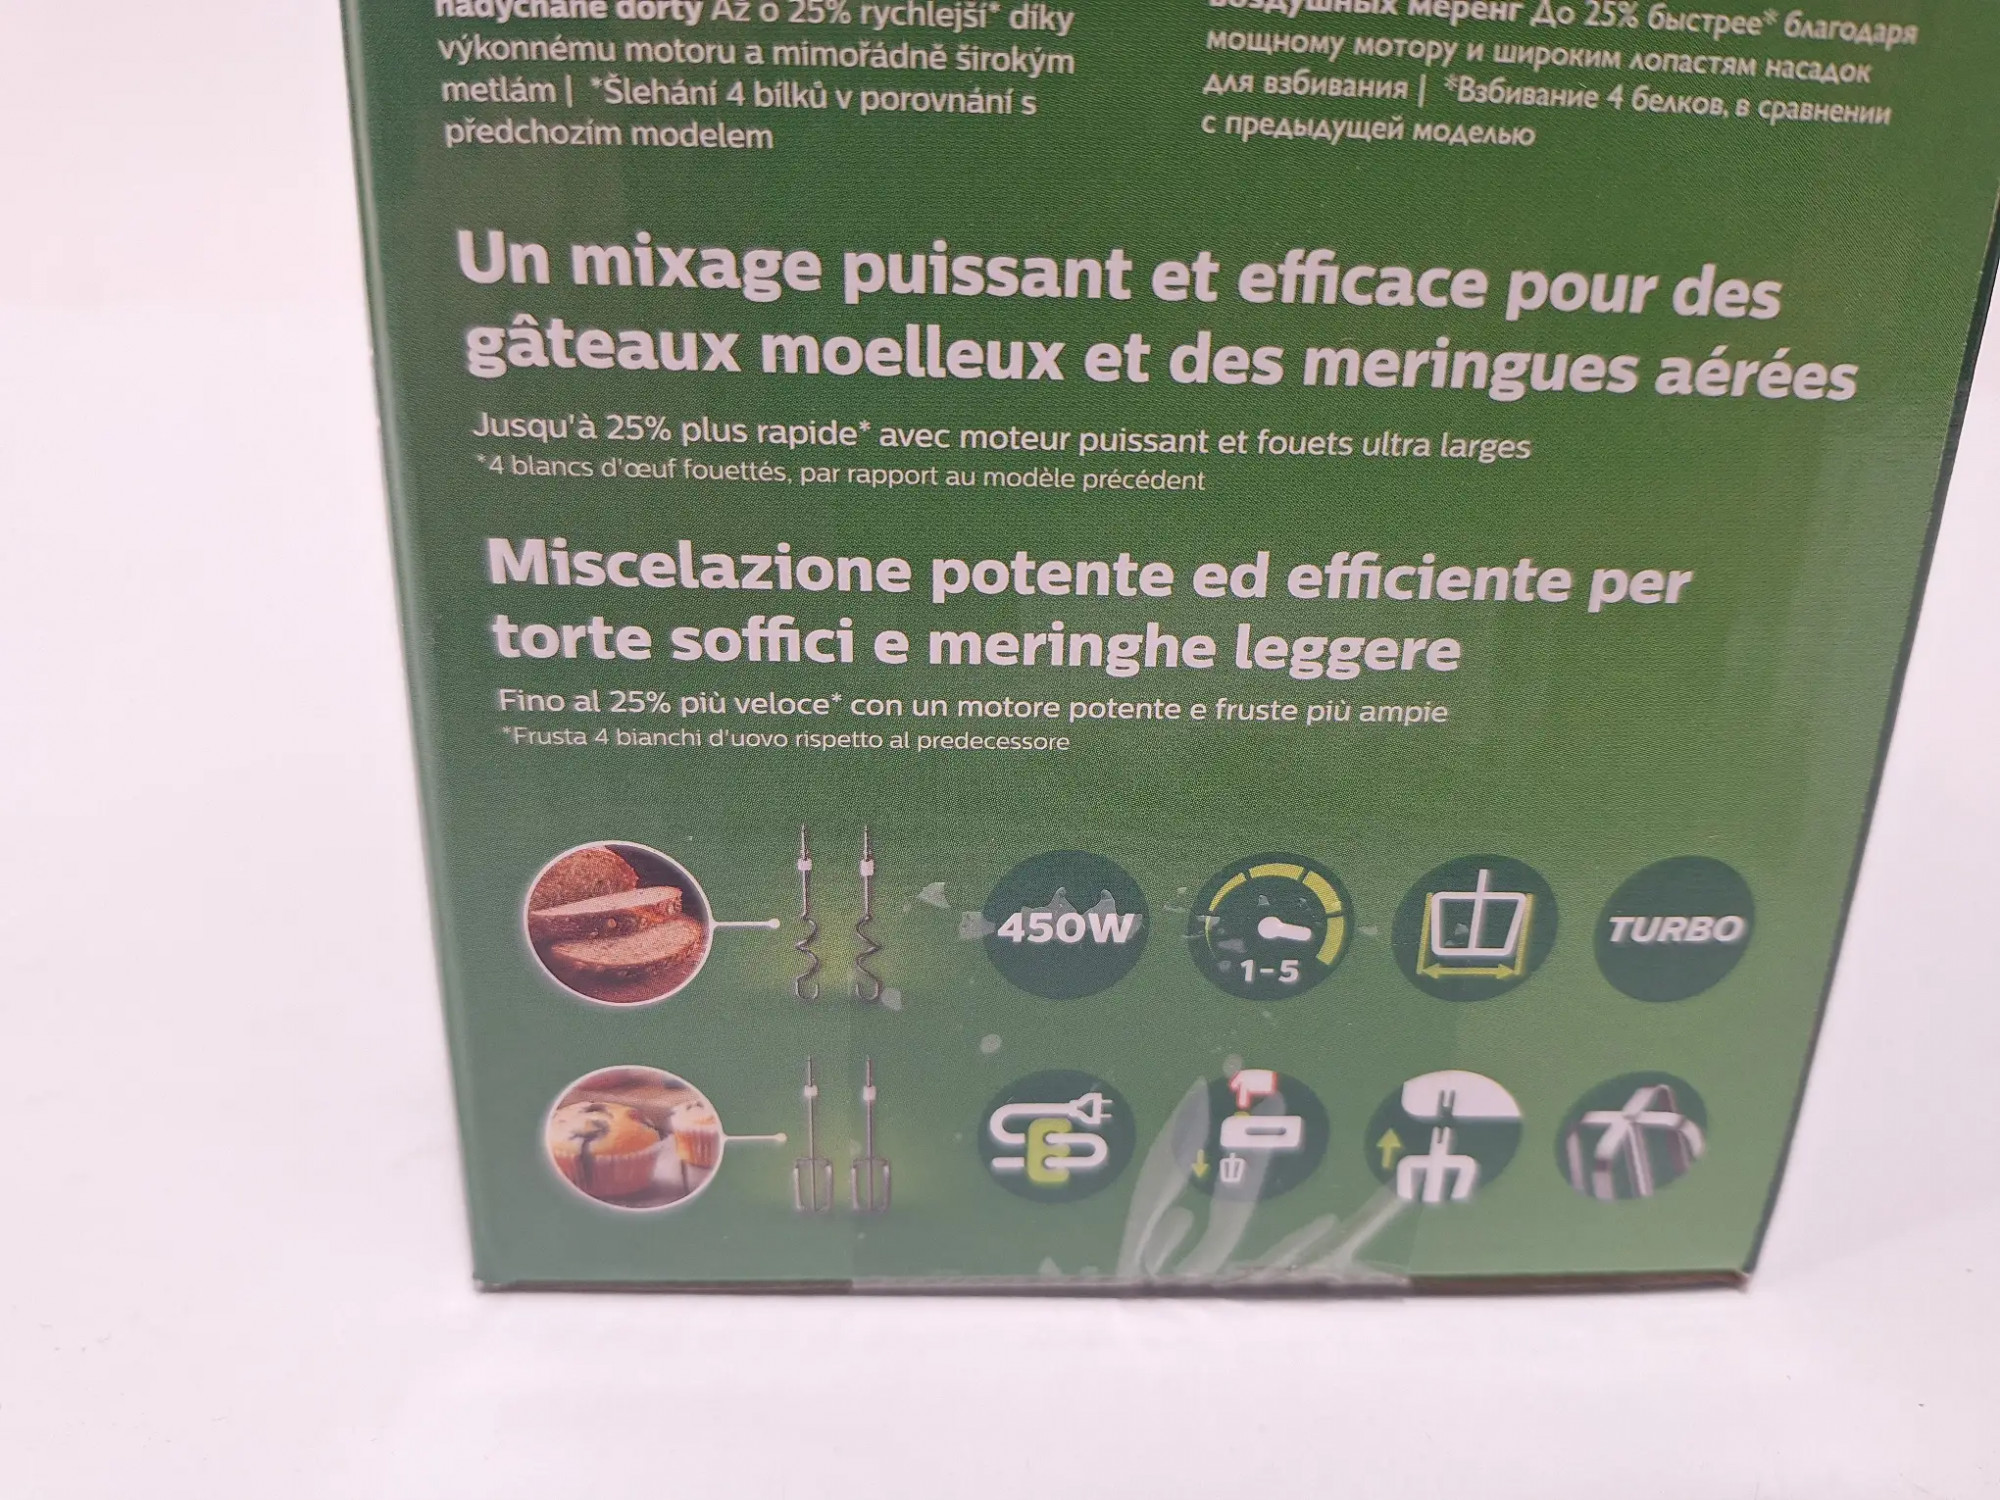 nadýchané dorty Až o 25% rychlejší* díky
výkonnému motoru a mimořádně širokým
metlám | *Šlehání 4 bílků v porovnání s
předchozím modelem
воздушных меренг До 25% быстрее* благодаря
мощному мотору и широким лопастям насадок
для взбивания | *Взбивание 4 белков, в сравнении
с предыдущей моделью
Un mixage puissant et efficace pour des
gâteaux moelleux et des meringues aérées
Jusqu'à 25% plus rapide* avec moteur puissant et fouets ultra larges
*4 blancs d'œuf fouettés, par rapport au modèle précédent
Miscelazione potente ed efficiente per
torte soffici e meringhe leggere
Fino al 25% più veloce* con un motore potente e fruste più ampie
*Frusta 4 bianchi d'uovo rispetto al predecessore
450W
1-5
TURBO